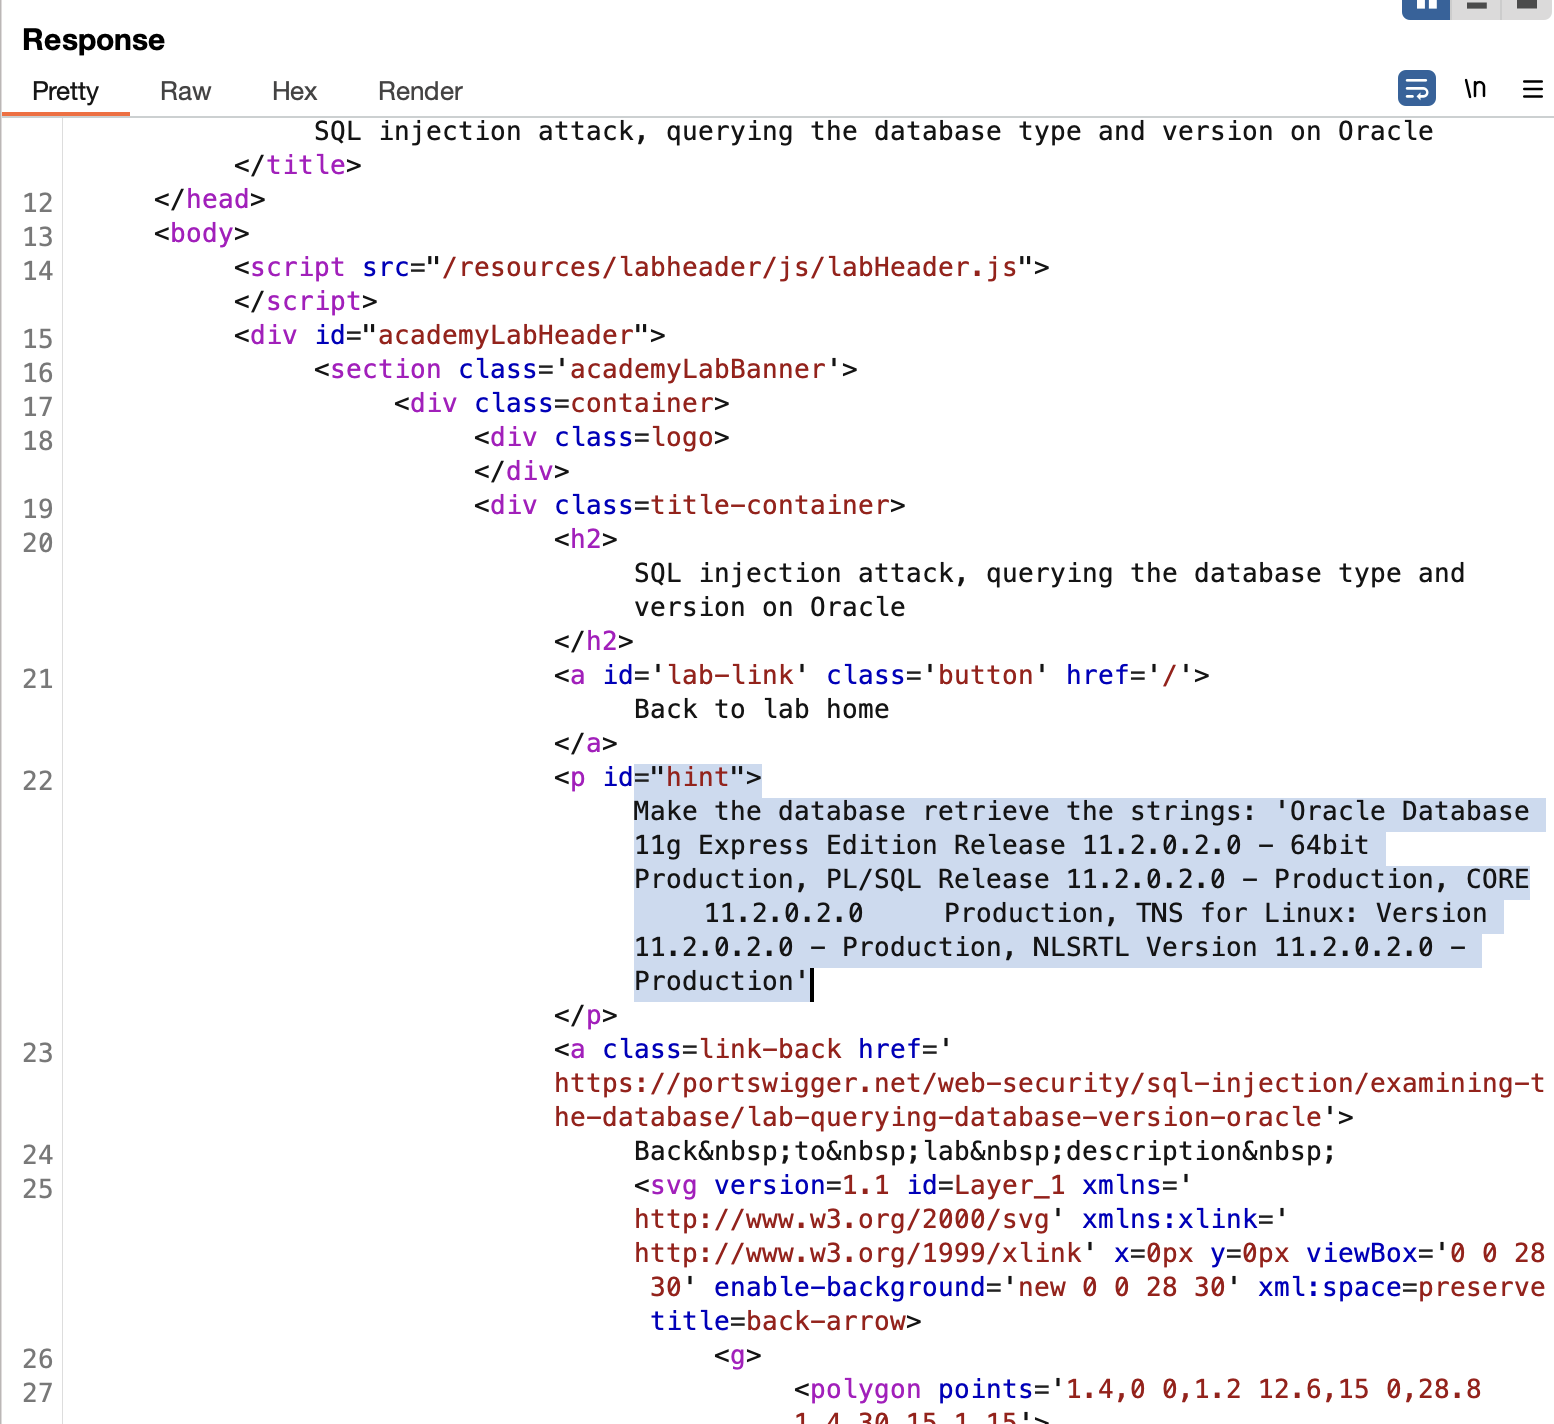 Response
Pretty Raw Hex Render \n
SQL injection attack, querying the database type and version on Oracle
</title>
12 </head>
13 <body>
14 <script src="/resources/labheader/js/labHeader.js">
</script>
15 <div id="academyLabHeader">
16 <section class='academyLabBanner'>
17 <div class=container>
18 <div class=logo>
</div>
19 <div class=title-container>
20 <h2>
SQL injection attack, querying the database type and
version on Oracle
</h2>
21 <a id='lab-link' class='button' href='/'>
Back to lab home
</a>
22 <p id="hint">
Make the database retrieve the strings: 'Oracle Database
11g Express Edition Release 11.2.0.2.0 - 64bit
Production, PL/SQL Release 11.2.0.2.0 - Production, CORE
11.2.0.2.0 Production, TNS for Linux: Version
11.2.0.2.0 - Production, NLSRTL Version 11.2.0.2.0 -
Production'
</p>
23 <a class=link-back href='
https://portswigger.net/web-security/sql-injection/examining-t
he-database/lab-querying-database-version-oracle'>
24 Back&nbsp;to&nbsp;lab&nbsp;description&nbsp;
25 <svg version=1.1 id=Layer_1 xmlns='
http://www.w3.org/2000/svg' xmlns:xlink='
http://www.w3.org/1999/xlink' x=0px y=0px viewBox='0 0 28
30' enable-background='new 0 0 28 30' xml:space=preserve
title=back-arrow>
26 <g>
27 <polygon points='1.4,0 0,1.2 12.6,15 0,28.8
1.4,30 15.1,15'>